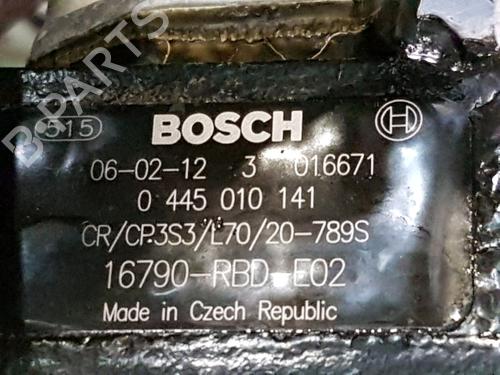 515 BOSCH
06-02-12 3 016671
0 445 010 141
CR/CP3S3/L70/20-789S
16790-RBD-E02
Made in Czech Republic
B-PARTS